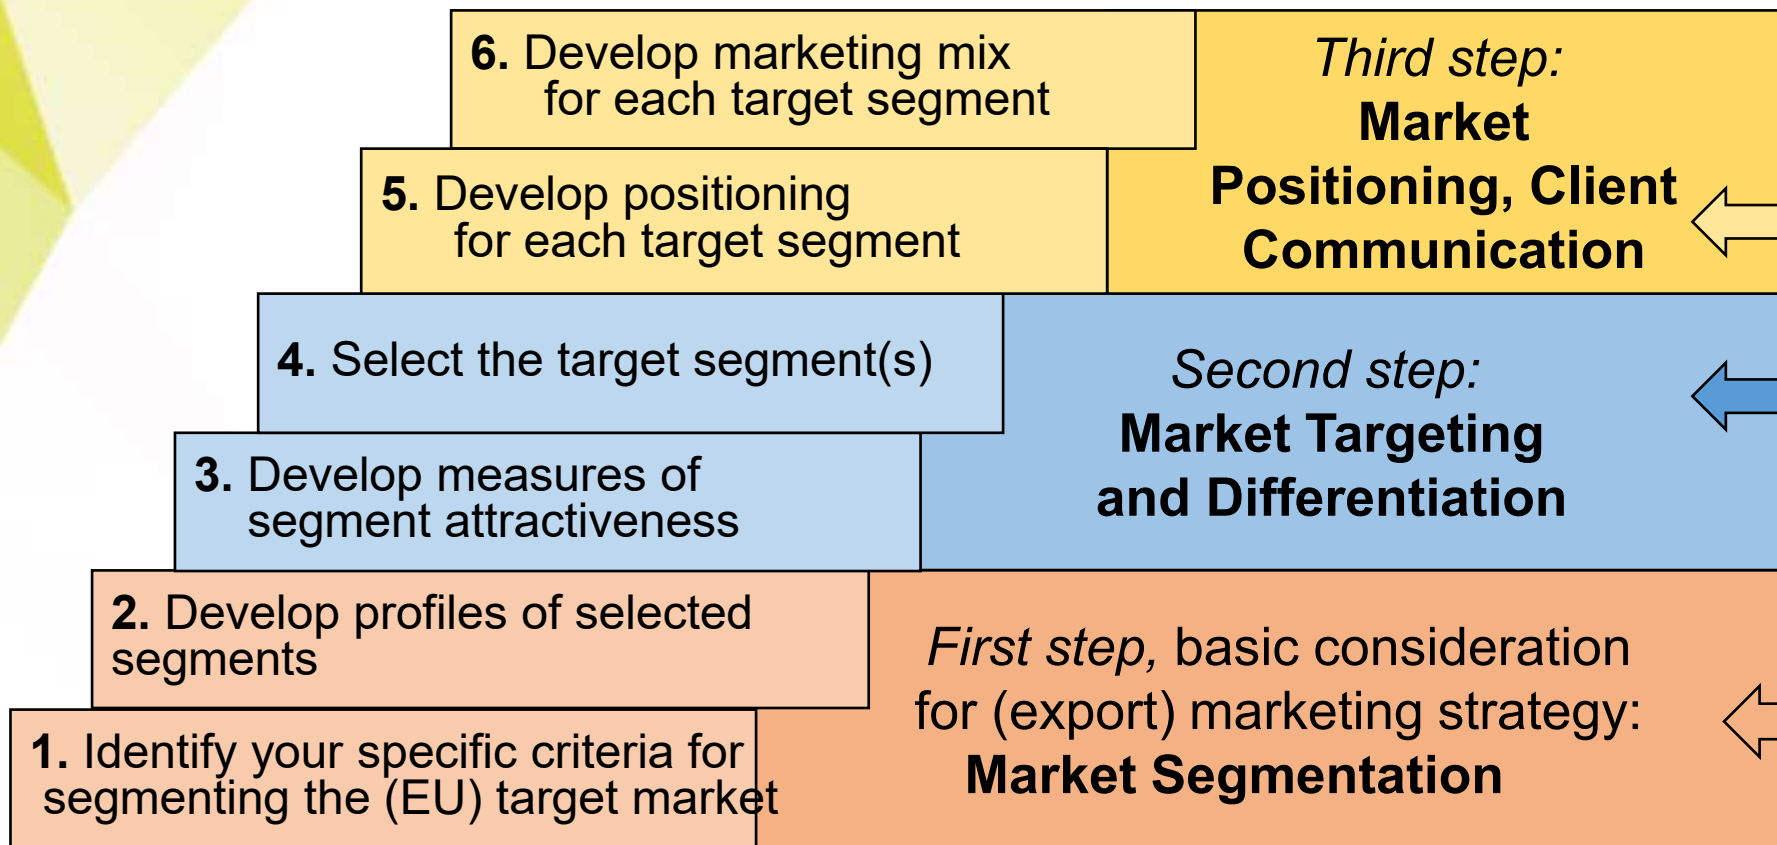 6. Develop marketing mix
for each target segment
Third step:
Market
Positioning, Client
Communication
5. Develop positioning
for each target segment
4. Select the target segment(s)
Second step:
Market Targeting
and Differentiation
3. Develop measures of
segment attractiveness
2. Develop profiles of selected
segments
First step, basic consideration
for (export) marketing strategy:
Market Segmentation
1. Identify your specific criteria for
segmenting the (EU) target market